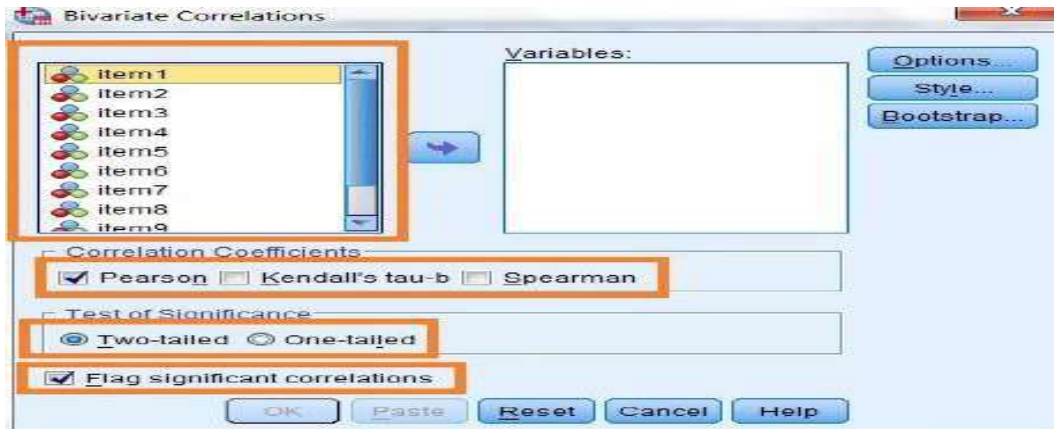 Bivariate Correlations
item1
item2
item3
item4
item5
item6
item7
item8
item9
Variables:
Options...
Style...
Bootstrap...
Correlation Coefficients
Pearson Kendall's tau-b Spearman
Test of Significance
Two-tailed One-tailed
Flag significant correlations
OK Paste Reset Cancel Help